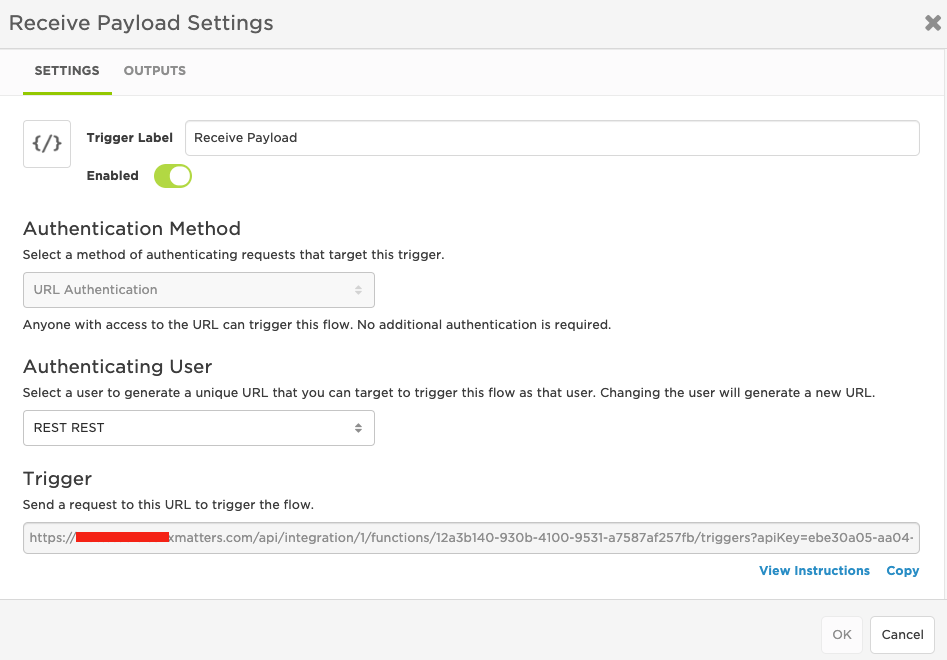 Receive Payload Settings
SETTINGS OUTPUTS
{/} Trigger Label Receive Payload
Enabled
Authentication Method
Select a method of authenticating requests that target this trigger.
URL Authentication
Anyone with access to the URL can trigger this flow. No additional authentication is required.
Authenticating User
Select a user to generate a unique URL that you can target to trigger this flow as that user. Changing the user will generate a new URL.
REST REST
Trigger
Send a request to this URL to trigger the flow.
https:// xmatters.com/api/integration/1/functions/12a3b140-930b-4100-9531-a7587af257fb/triggers?apiKey=ebe30a05-aa04-
View Instructions Copy
OK Cancel